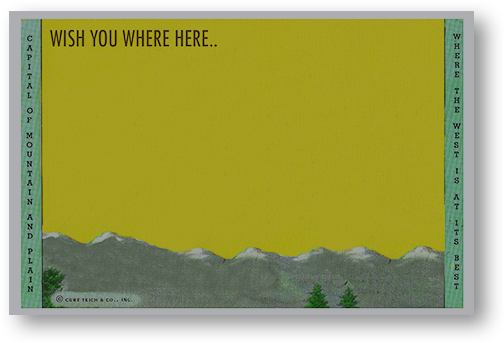 WISH YOU WHERE HERE..
CAPITAL OF MOUNTAIN AND PLAIN
WHERE THE WEST IS AT ITS BEST
© CURT TEICH & CO., INC.